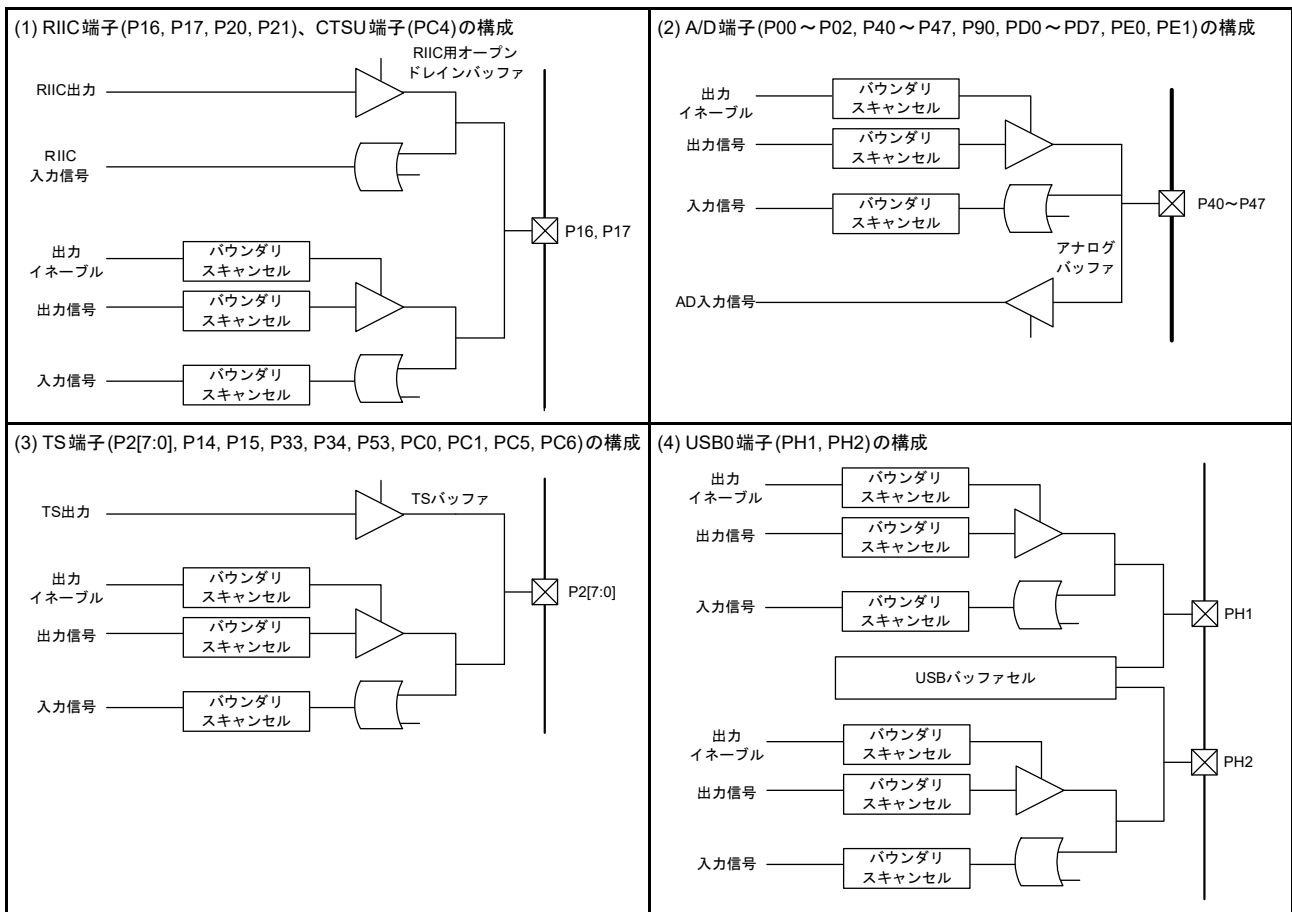 (1) RIIC端子(P16, P17, P20, P21)、CTSU端子(PC4)の構成
RIIC用オープン
ドレインバッファ
RIIC出力
RIIC
入力信号
出力
イネーブル
バウンダリ
スキャンセル
出力信号
バウンダリ
スキャンセル
入力信号
バウンダリ
スキャンセル
P16, P17
(2) A/D端子(P00～P02, P40～P47, P90, PD0～PD7, PE0, PE1)の構成
出力
イネーブル
バウンダリ
スキャンセル
出力信号
バウンダリ
スキャンセル
入力信号
バウンダリ
スキャンセル
P40～P47
アナログ
バッファ
AD入力信号
(3) TS端子(P2[7:0], P14, P15, P33, P34, P53, PC0, PC1, PC5, PC6)の構成
TSバッファ
TS出力
出力
イネーブル
バウンダリ
スキャンセル
出力信号
バウンダリ
スキャンセル
入力信号
バウンダリ
スキャンセル
P2[7:0]
(4) USB0端子(PH1, PH2)の構成
出力
イネーブル
バウンダリ
スキャンセル
出力信号
バウンダリ
スキャンセル
入力信号
バウンダリ
スキャンセル
PH1
USBバッファセル
出力
イネーブル
バウンダリ
スキャンセル
PH2
出力信号
バウンダリ
スキャンセル
入力信号
バウンダリ
スキャンセル